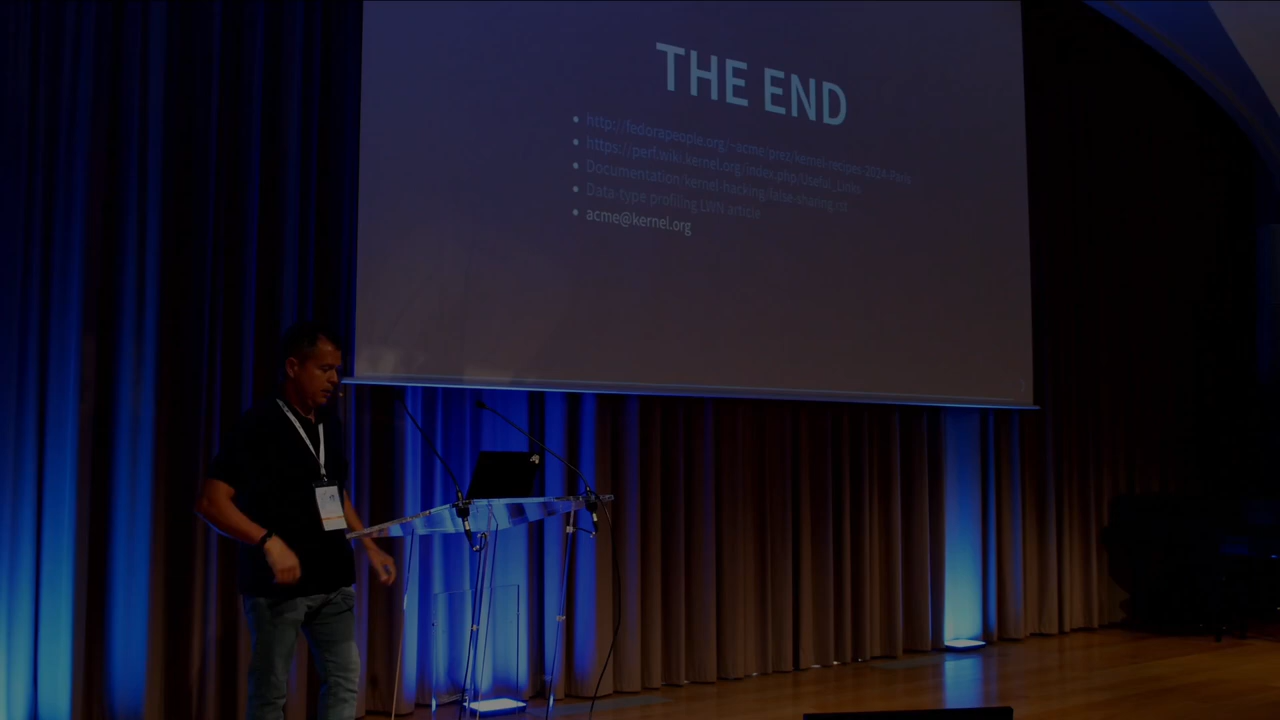 THE END
http://fedorapeople.org/~acme/prez/kernel-recipes-2024-Paris
https://perf.wiki.kernel.org/index.php/Useful_Links
Documentation/kernel-hacking/false-sharing.rst
Data-type profiling LWN article
acme@kernel.org